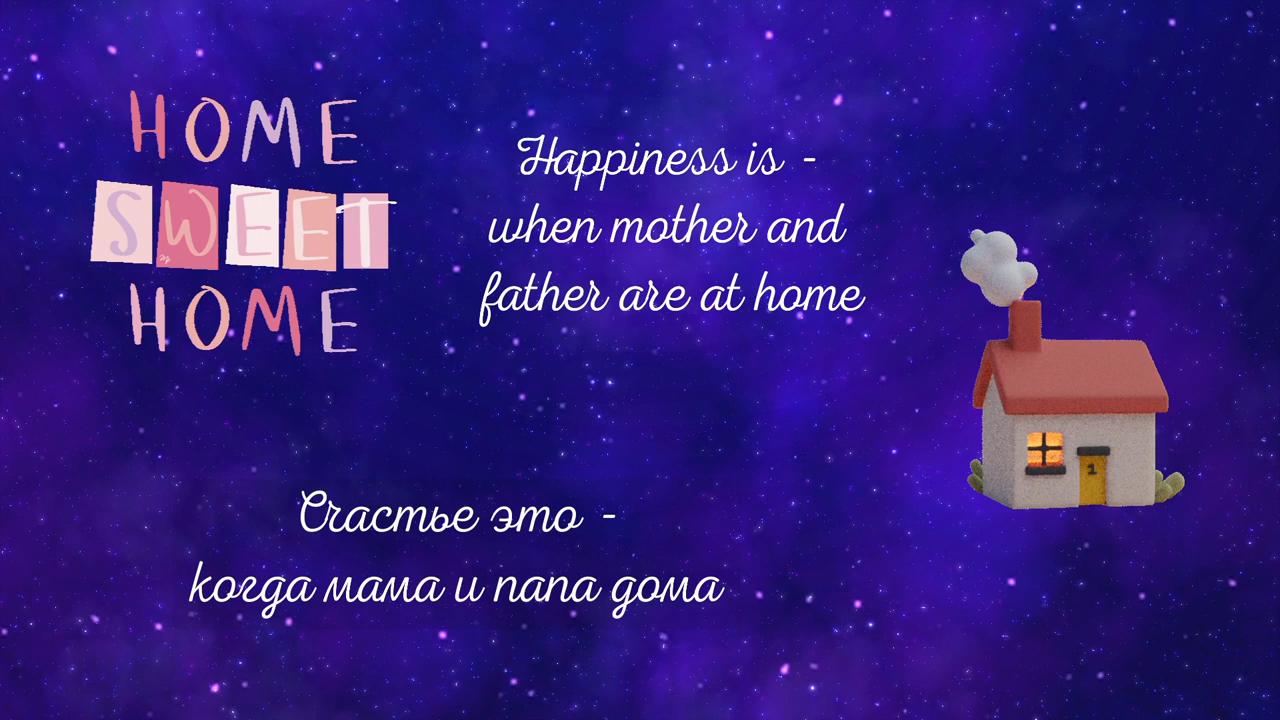 HOME
SWEET
HOME
Happiness is -
when mother and
father are at home
1
Счастье это -
когда мама и папа дома